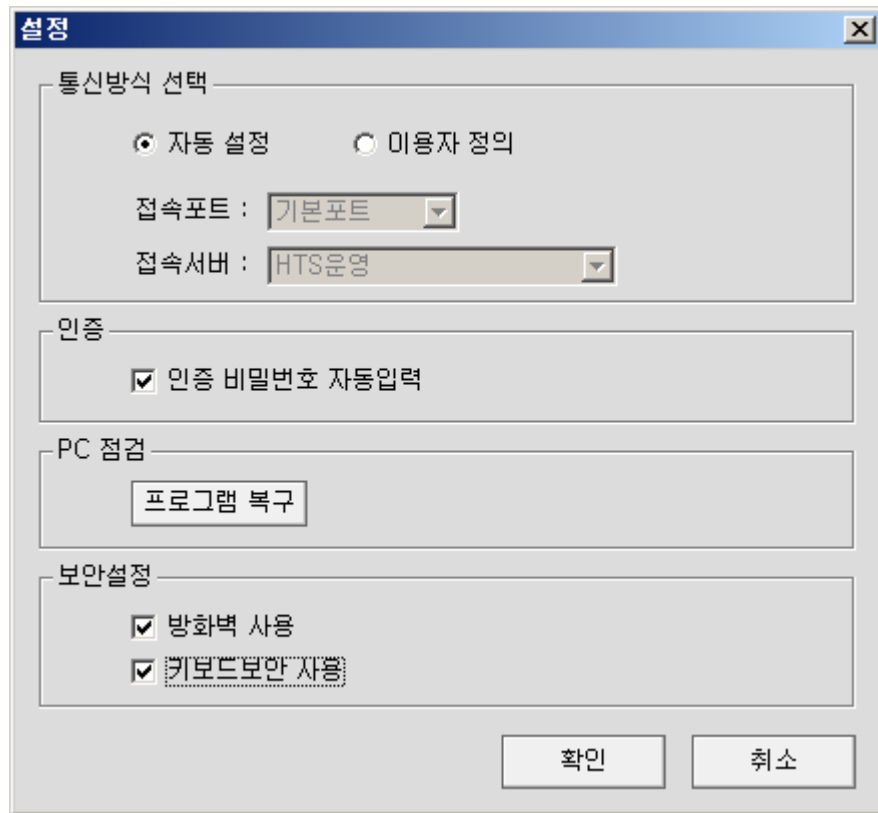 설정
통신방식 선택
자동 설정 이용자 정의
접속포트 : 기본포트
접속서버 : HTS운영
인증
인증 비밀번호 자동입력
PC 점검
프로그램 복구
보안설정
방화벽 사용
키보드보안 사용
확인 취소